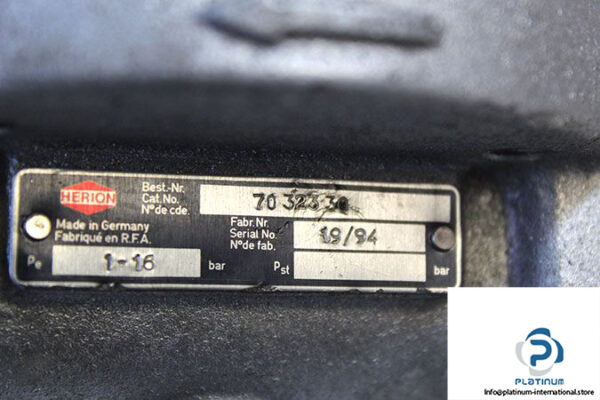 HERION
Best.-Nr.
Cat.No.
N° de cde.
70 323 30
Made in Germany
Fabriqué en R.F.A.
Fabr.Nr.
Serial No.
N° de fab.
19/94
Pe
1-16
bar
Pst
bar
PLATINUM
info@platinum-international.store